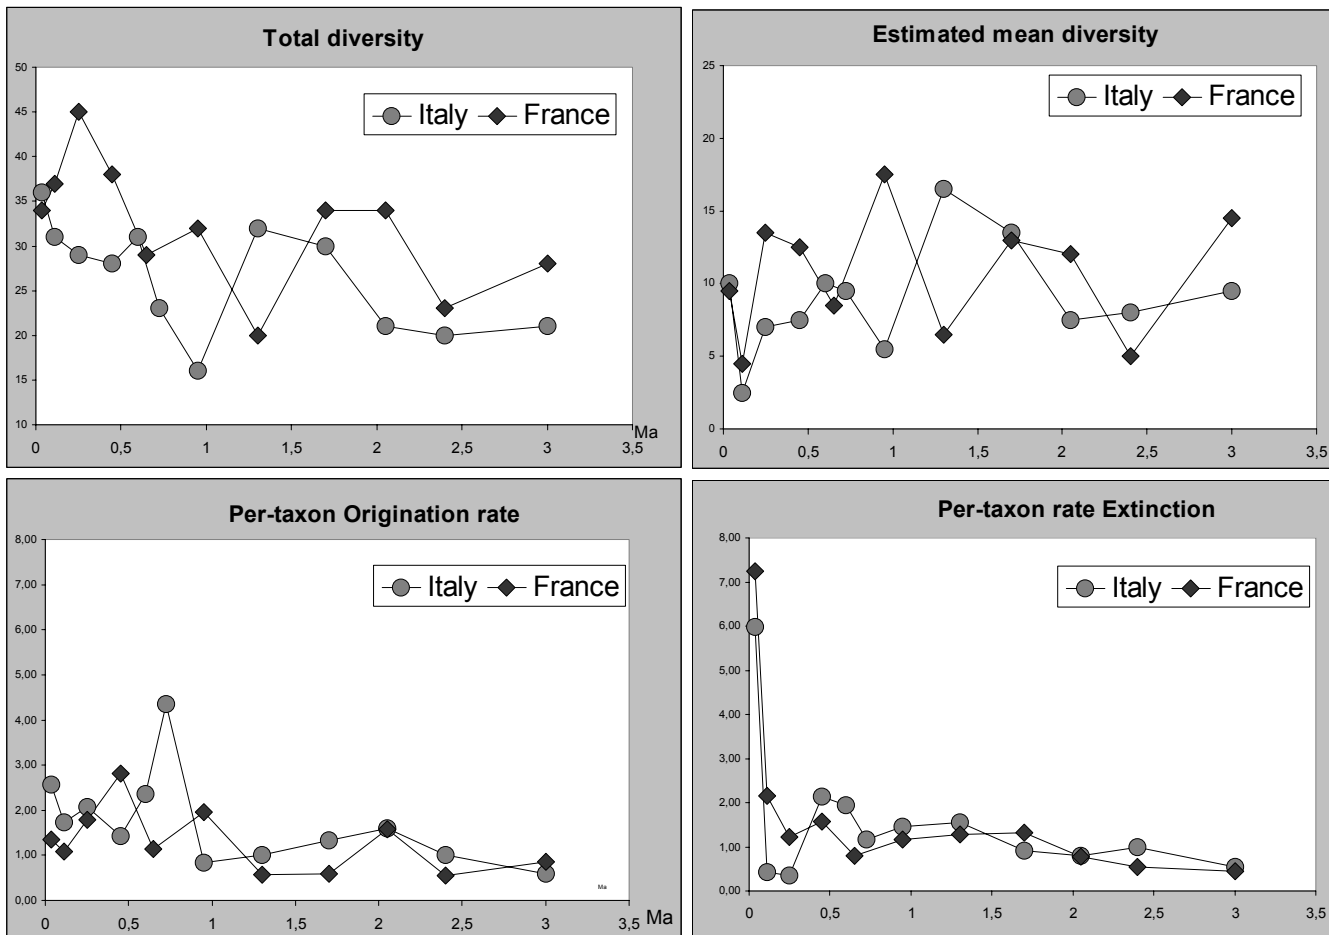 Total diversity
50
45
40
35
30
25
20
15
10
0 0,5 1 1,5 2 2,5 3 3,5
Ma
Italy France
Estimated mean diversity
25
20
15
10
5
0
0 0,5 1 1,5 2 2,5 3 3,5
Italy France
Per-taxon Origination rate
8,00
7,00
6,00
5,00
4,00
3,00
2,00
1,00
0,00
0 0,5 1 1,5 2 2,5 3 3,5
Ma
Ma
Italy France
Per-taxon rate Extinction
8,00
7,00
6,00
5,00
4,00
3,00
2,00
1,00
0,00
0 0,5 1 1,5 2 2,5 3 3,5
Italy France